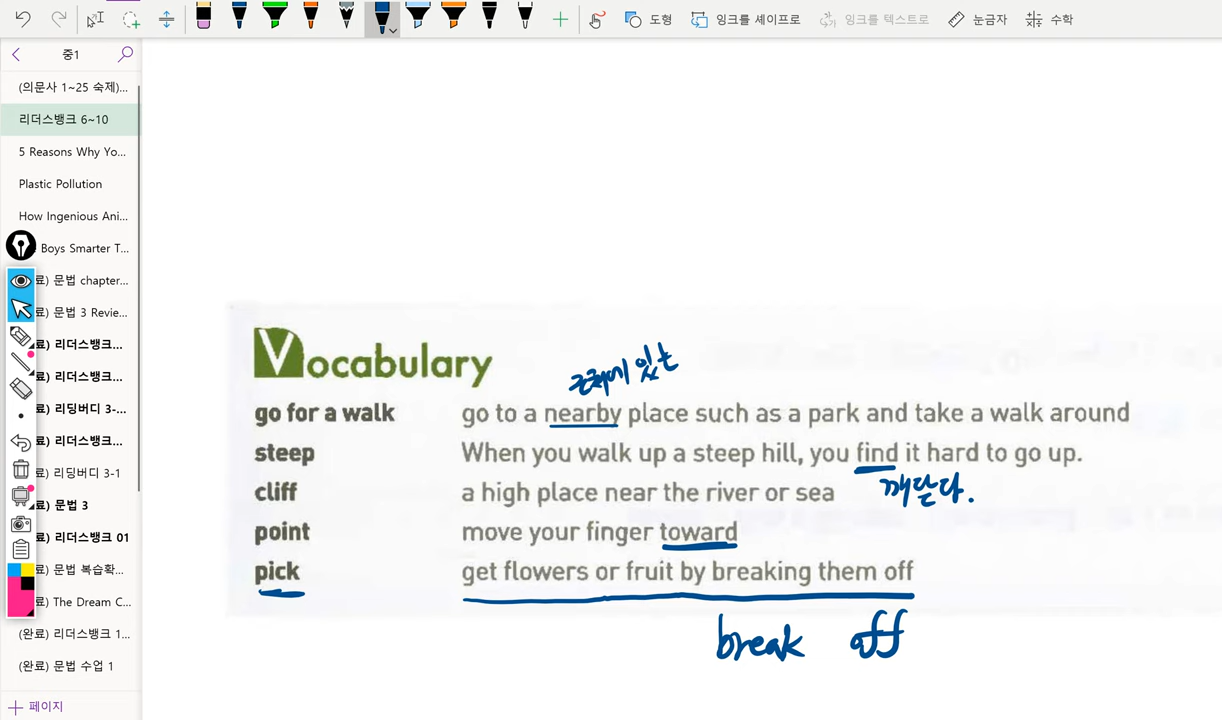 도형
잉크를 셰이프로
잉크를 텍스트로
눈금자
수학
중1
(의문사 1~25 숙제)...
리더스뱅크 6~10
5 Reasons Why Yo...
Plastic Pollution
How Ingenious Ani...
Boys Smarter T...
료) 문법 chapter...
료) 문법 3 Revie...
료) 리더스뱅크...
료) 리더스뱅크...
료) 리딩버디 3-...
료) 리더스뱅크...
료) 리딩버디 3-1
료) 문법 3
료) 리더스뱅크 01
료) 문법 복습확...
료) The Dream C...
(완료) 리더스뱅크 1...
(완료) 문법 수업 1
페이지
Vocabulary
근처에 있는
go for a walk go to a nearby place such as a park and take a walk around
steep When you walk up a steep hill, you find it hard to go up.
깨닫다.
cliff a high place near the river or sea
point move your finger toward
pick get flowers or fruit by breaking them off
break off